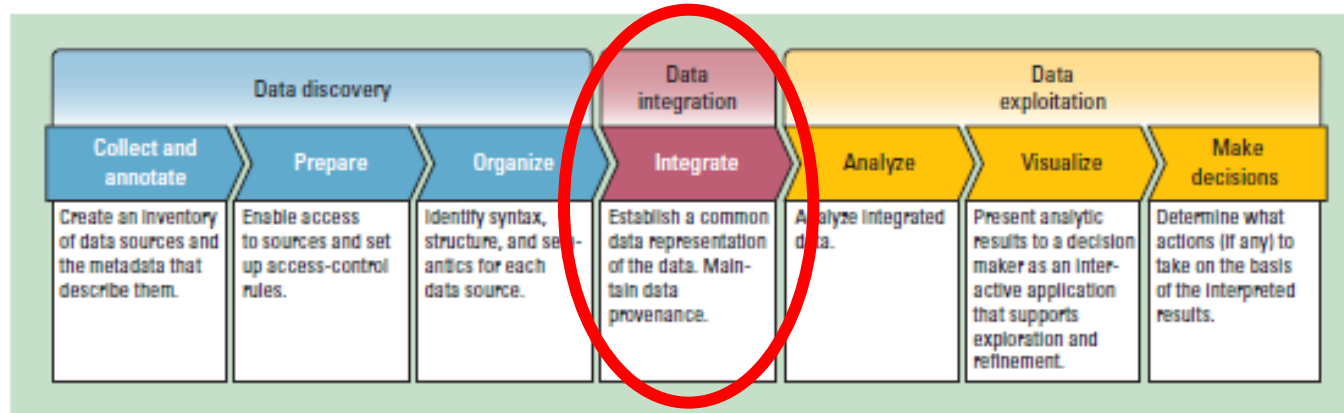 Data discovery
Data
integration
Data
exploitation
Collect and
annotate
Prepare
Organize
Integrate
Analyze
Visualize
Make
decisions
Create an inventory
of data sources and
the metadata that
describe them.
Enable access
to sources and set
up access-control
rules.
Identify syntax,
structure, and sem-
antics for each
data source.
Establish a common
data representation
of the data. Main-
tain data
provenance.
Analyze integrated
data.
Present analytic
results to a decision
maker as an inter-
active application
that supports
exploration and
refinement.
Determine what
actions (if any) to
take on the basis
of the interpreted
results.